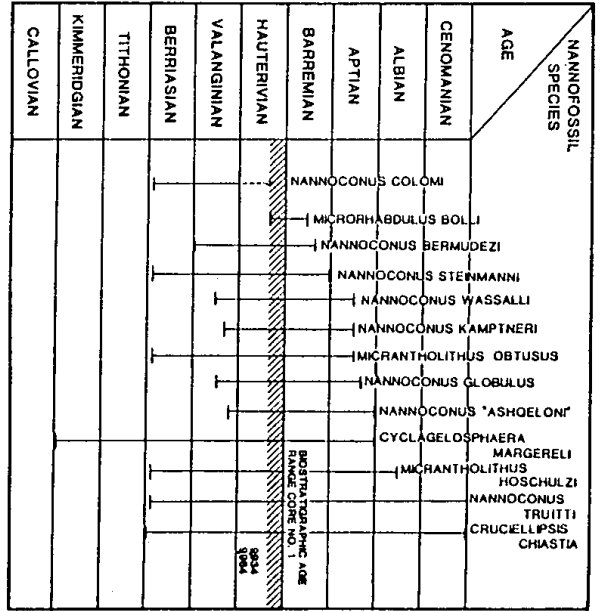 NANNOFOSSIL
SPECIES
AGE
CALLOVIAN
KIMMERIDGIAN
TITHONIAN
BERRIASIAN
VALANGINIAN
HAUTERIVIAN
BARREMIAN
APTIAN
ALBIAN
CENOMANIAN
NANNOCONUS COLOMI
MICRORHABDULUS BOLLI
NANNOCONUS BERMUDEZI
NANNOCONUS STEINMANNI
NANNOCONUS WASSALLI
NANNOCONUS KAMPTNERI
MICRANTHOLITHUS OBTUSUS
NANNOCONUS GLOBULUS
NANNOCONUS "ASHQELONI"
CYCLAGELOSPHAERA
MARGERELI
MICRANTHOLITHUS
HOSCHULZI
NANNOCONUS
TRUITTI
CRUCIELLIPSIS
CHIASTIA
BIOSTRATIGRAPHIC AGE
RANGE CORE NO. 1
9934
9964